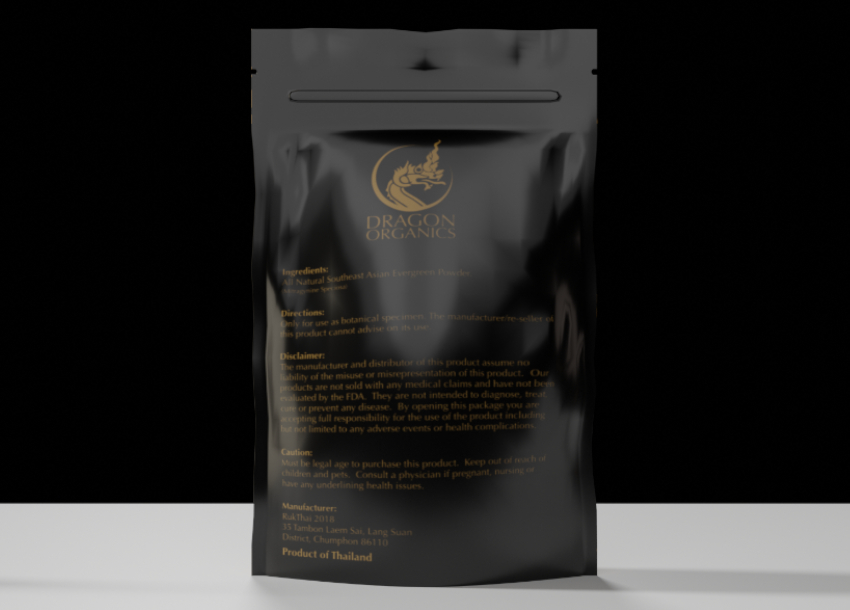 DRAGON
ORGANICS
Ingredients:
All Natural Southeast Asian Evergreen Powder
Directions:
Only for use as botanical specimen. The manufacturer/re-seller of
this product cannot advise on its use.
Disclaimer:
The manufacturer and distributor of this product assume no
liability of the misuse or misrepresentation of this product. Our
products are not sold with any medical claims and have not been
evaluated by the FDA. They are not intended to diagnose, treat
cure or prevent any disease. By opening this package you are
accepting full responsibility for the use of the product including
but not limited to any adverse events or health complications.
Caution:
Must be legal age to purchase this product. Keep out of reach of
children and pets. Consult a physician if pregnant, nursing or
have any underlining health issues.
Manufacturer:
RukThai 2018
35 Tambon Laem Sai, Lang Suan
District, Chumphon 86110
Product of Thailand